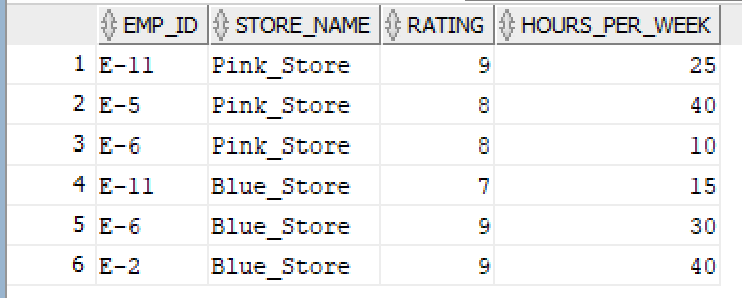 EMP_ID STORE_NAME RATING HOURS_PER_WEEK
1 E-11 Pink_Store 9 25
2 E-5 Pink_Store 8 40
3 E-6 Pink_Store 8 10
4 E-11 Blue_Store 7 15
5 E-6 Blue_Store 9 30
6 E-2 Blue_Store 9 40